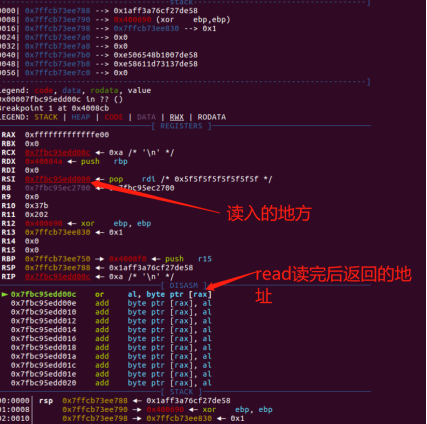 STACK
0000| 0x7ffcb73ee788 --> 0x1aff3a76cf27de58
0008| 0x7ffcb73ee790 --> 0x400690 (xor ebp,ebp)
0016| 0x7ffcb73ee798 --> 0x7ffcb73ee830 --> 0x1
0024| 0x7ffcb73ee7a0 --> 0x0
0032| 0x7ffcb73ee7a8 --> 0x0
0040| 0x7ffcb73ee7b0 --> 0xe506548b1007de58
0048| 0x7ffcb73ee7b8 --> 0xe58611d73137de58
0056| 0x7ffcb73ee7c0 --> 0x0
Legend: code, data, rodata, value
0x00007fbc95edd00c in ?? ()
Breakpoint 1 at 0x4008cb
LEGEND: STACK | HEAP | CODE | DATA | RWX | RODATA
[ REGISTERS ]
RAX 0xfffffffffffffe00
RBX 0x0
RCX 0x7fbc95edd00c ← 0xa /* '\n' */
RDX 0x40084a ← push rbp
RDI 0x0
RSI 0x7fbc95edd000 ← pop rdi /* 0x5f5f5f5f5f5f5f5f */
R8 0x7fbc95ec2700 ← 0x7fbc95ec2700
R9 0x0
R10 0x37b
R11 0x202
R12 0x400690 ← xor ebp, ebp
R13 0x7ffcb73ee830 ← 0x1
R14 0x0
R15 0x0
RBP 0x7ffcb73ee750 → 0x4008f0 ← push r15
RSP 0x7ffcb73ee788 ← 0x1aff3a76cf27de58
RIP 0x7fbc95edd00c ← 0xa /* '\n' */
读入的地方
read读完后返回的地
址
[ DISASM ]
► 0x7fbc95edd00c or al, byte ptr [rax]
0x7fbc95edd00e add byte ptr [rax], al
0x7fbc95edd010 add byte ptr [rax], al
0x7fbc95edd012 add byte ptr [rax], al
0x7fbc95edd014 add byte ptr [rax], al
0x7fbc95edd016 add byte ptr [rax], al
0x7fbc95edd018 add byte ptr [rax], al
0x7fbc95edd01a add byte ptr [rax], al
0x7fbc95edd01c add byte ptr [rax], al
0x7fbc95edd01e add byte ptr [rax], al
0x7fbc95edd020 add byte ptr [rax], al
[ STACK ]
00:0000│ rsp 0x7ffcb73ee788 ← 0x1aff3a76cf27de58
01:0008│ 0x7ffcb73ee790 → 0x400690 ← xor ebp, ebp
02:0010│ 0x7ffcb73ee798 → 0x7ffcb73ee830 ← 0x1